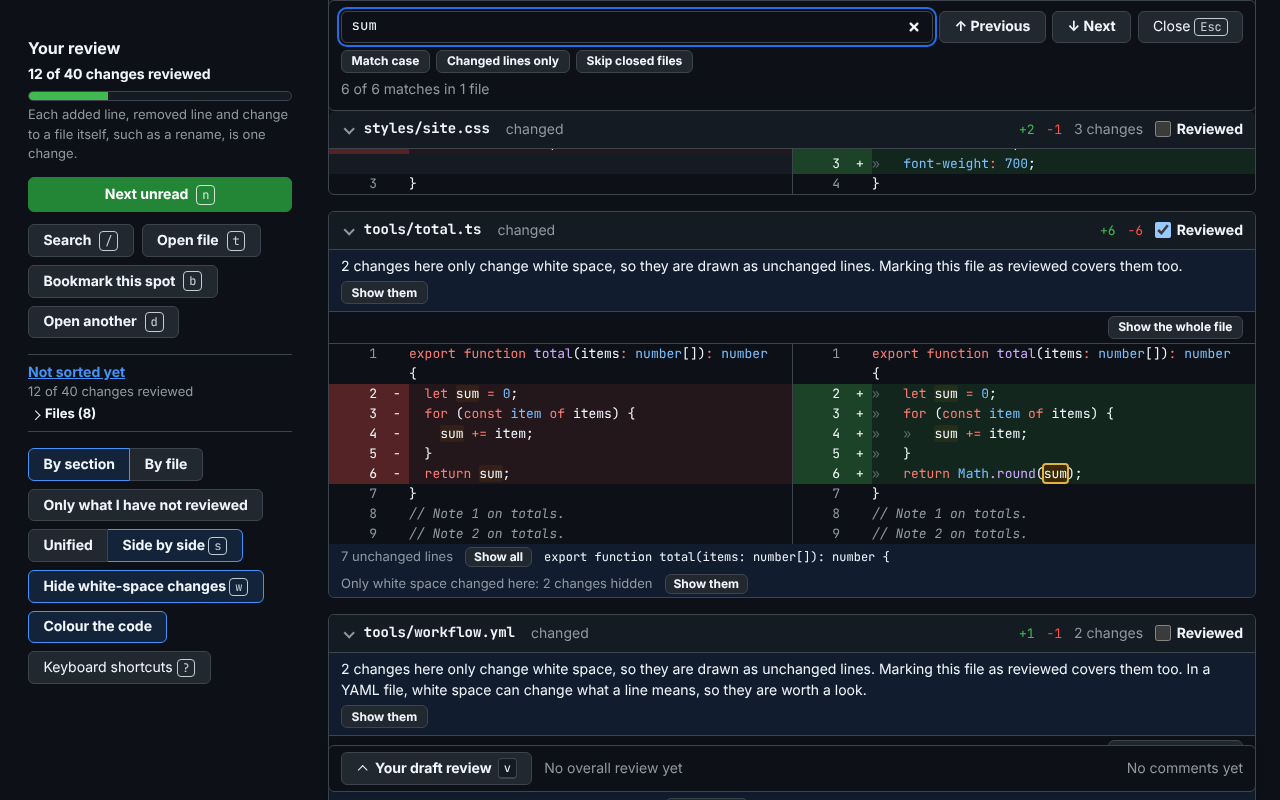 Your review
12 of 40 changes reviewed
Each added line, removed line and change
to a file itself, such as a rename, is one
change.
Next unread n
Search / Open file t
Bookmark this spot b
Open another d
Not sorted yet
12 of 40 changes reviewed
Files (8)
By section By file
Only what I have not reviewed
Unified Side by side s
Hide white-space changes w
Colour the code
Keyboard shortcuts ?
sum × ↑ Previous ↓ Next Close Esc
Match case Changed lines only Skip closed files
6 of 6 matches in 1 file
styles/site.css changed +2 -1 3 changes Reviewed
3 + » font-weight: 700;
3 } 4 }
tools/total.ts changed +6 -6 Reviewed
2 changes here only change white space, so they are drawn as unchanged lines. Marking this file as reviewed covers them too.
Show them
Show the whole file
1 export function total(items: number[]): number 1 export function total(items: number[]): number
{ {
2 - let sum = 0; 2 + » let sum = 0;
3 - for (const item of items) { 3 + » for (const item of items) {
4 - sum += item; 4 + » » sum += item;
5 - } 5 + » }
6 - return sum; 6 + » return Math.round(sum);
7 } 7 }
8 // Note 1 on totals. 8 // Note 1 on totals.
9 // Note 2 on totals. 9 // Note 2 on totals.
7 unchanged lines Show all export function total(items: number[]): number {
Only white space changed here: 2 changes hidden Show them
tools/workflow.yml changed +1 -1 2 changes Reviewed
2 changes here only change white space, so they are drawn as unchanged lines. Marking this file as reviewed covers them too. In a
YAML file, white space can change what a line means, so they are worth a look.
Show them
Your draft review v No overall review yet No comments yet